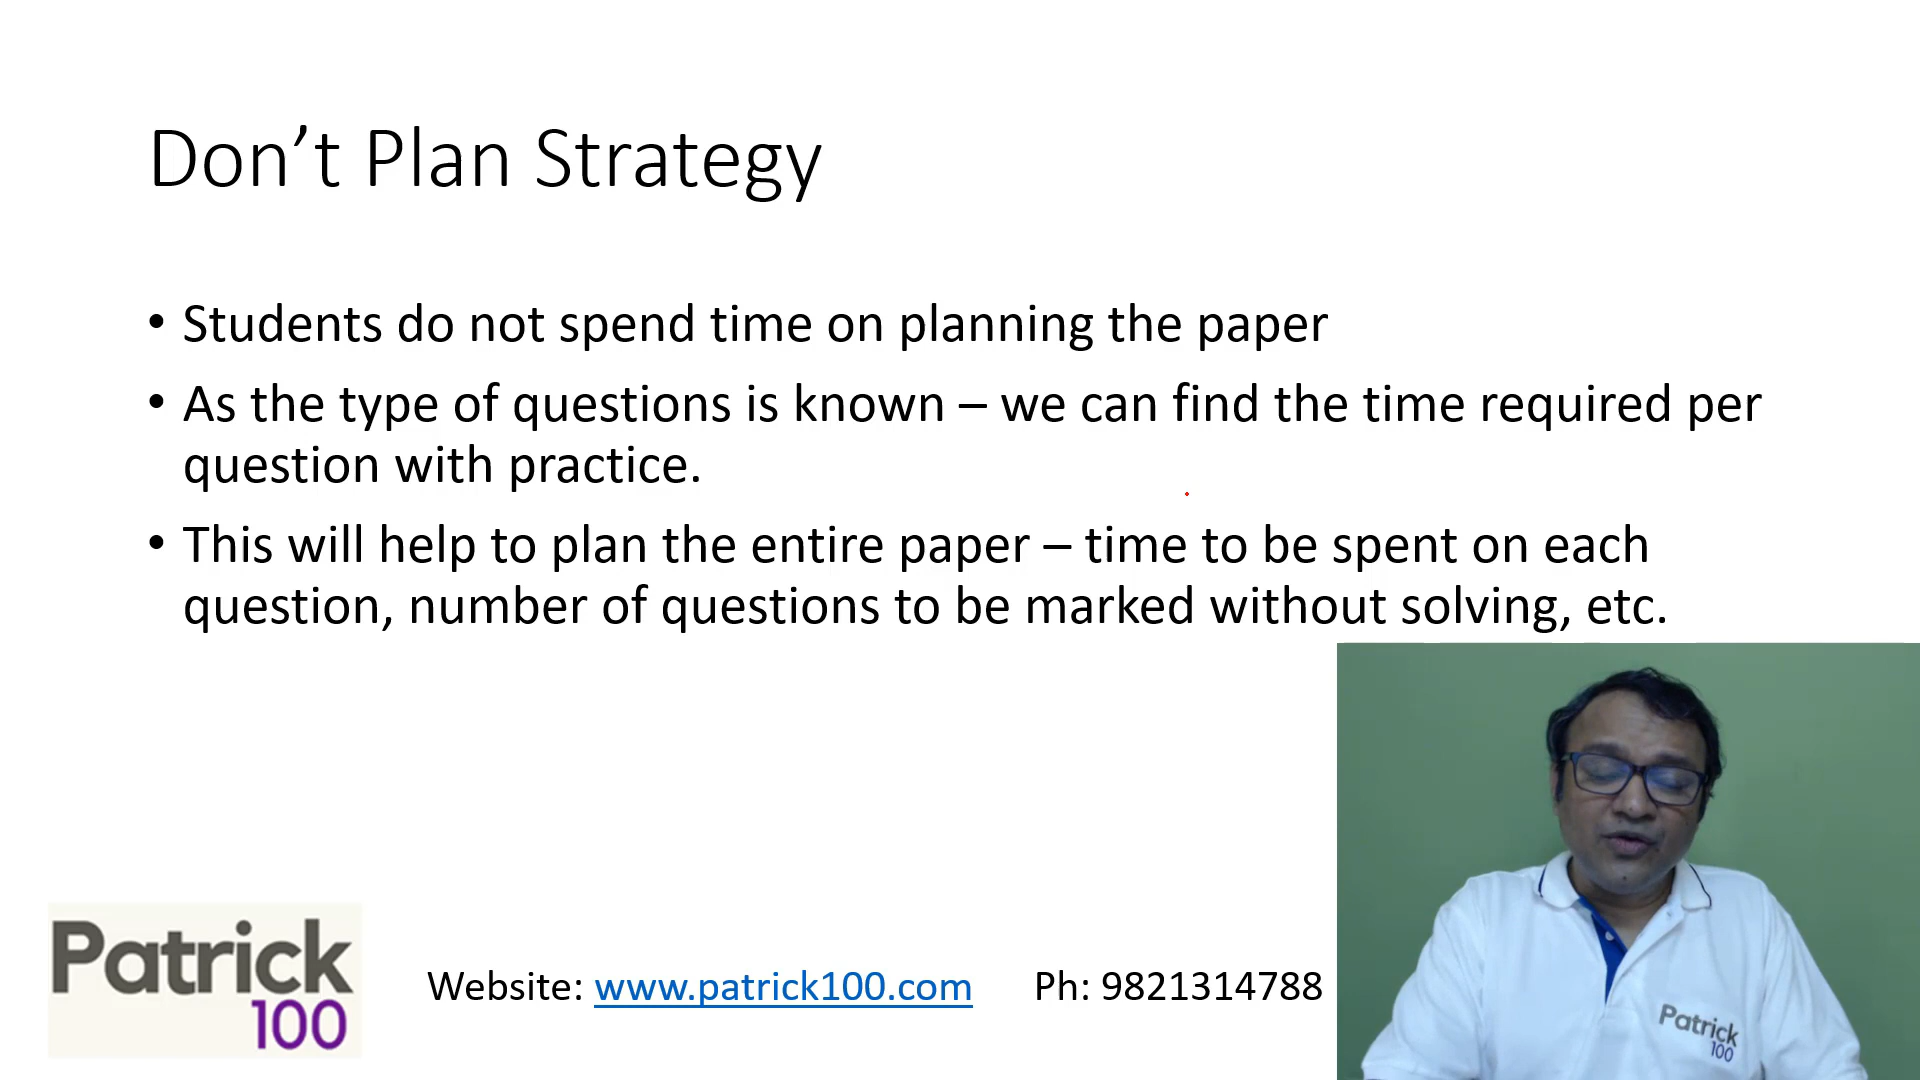 Don’t Plan Strategy
• Students do not spend time on planning the paper
• As the type of questions is known – we can find the time required per
question with practice.
• This will help to plan the entire paper – time to be spent on each
question, number of questions to be marked without solving, etc.
Patrick
100
Website: www.patrick100.com Ph: 9821314788
Patrick
100